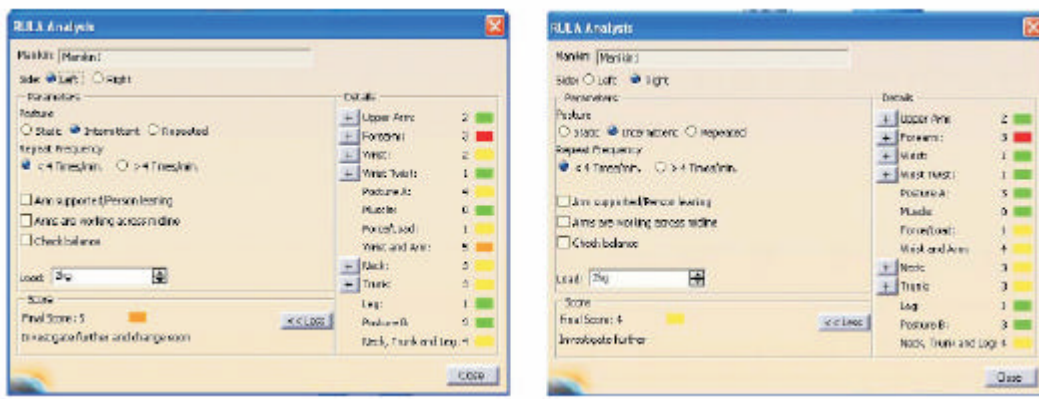 RULA Analysis
Manikin: Manikin1
Side: Left Right
Parameters
Posture
Static Intermittent Repeated
Repeat Frequency
< 4 Times/min. > 4 Times/min.
Arm supported/Person leaning
Arms are working across midline
Check balance
Load: 2kg
Score
Final Score: 5
<< Less
Investigate further and change soon
Details
+ Upper Arm: 2
+ Forearm: 3
+ Wrist: 2
+ Wrist Twist: 1
Posture A: 4
Muscle: 0
Force/Load: 1
Wrist and Arm: 5
+ Neck: 3
+ Trunk: 3
Leg: 1
Posture B:
Neck, Trunk and Leg: 4
Close
RULA Analysis
Manikin: Manikin1
Side: Left Right
Parameters
Posture
Static Intermittent Repeated
Repeat Frequency
< 4 Times/min. > 4 Times/min.
Arm supported/Person leaning
Arms are working across midline
Check balance
Load: 2kg
Score
Final Score: 4
<< Less
Investigate further
Details
+ Upper Arm: 2
+ Forearm: 3
+ Wrist: 1
+ Wrist Twist: 1
Posture A: 3
Muscle: 0
Force/Load: 1
Wrist and Arm: 4
+ Neck: 3
+ Trunk: 3
Leg: 1
Posture B: 3
Neck, Trunk and Leg: 4
Close